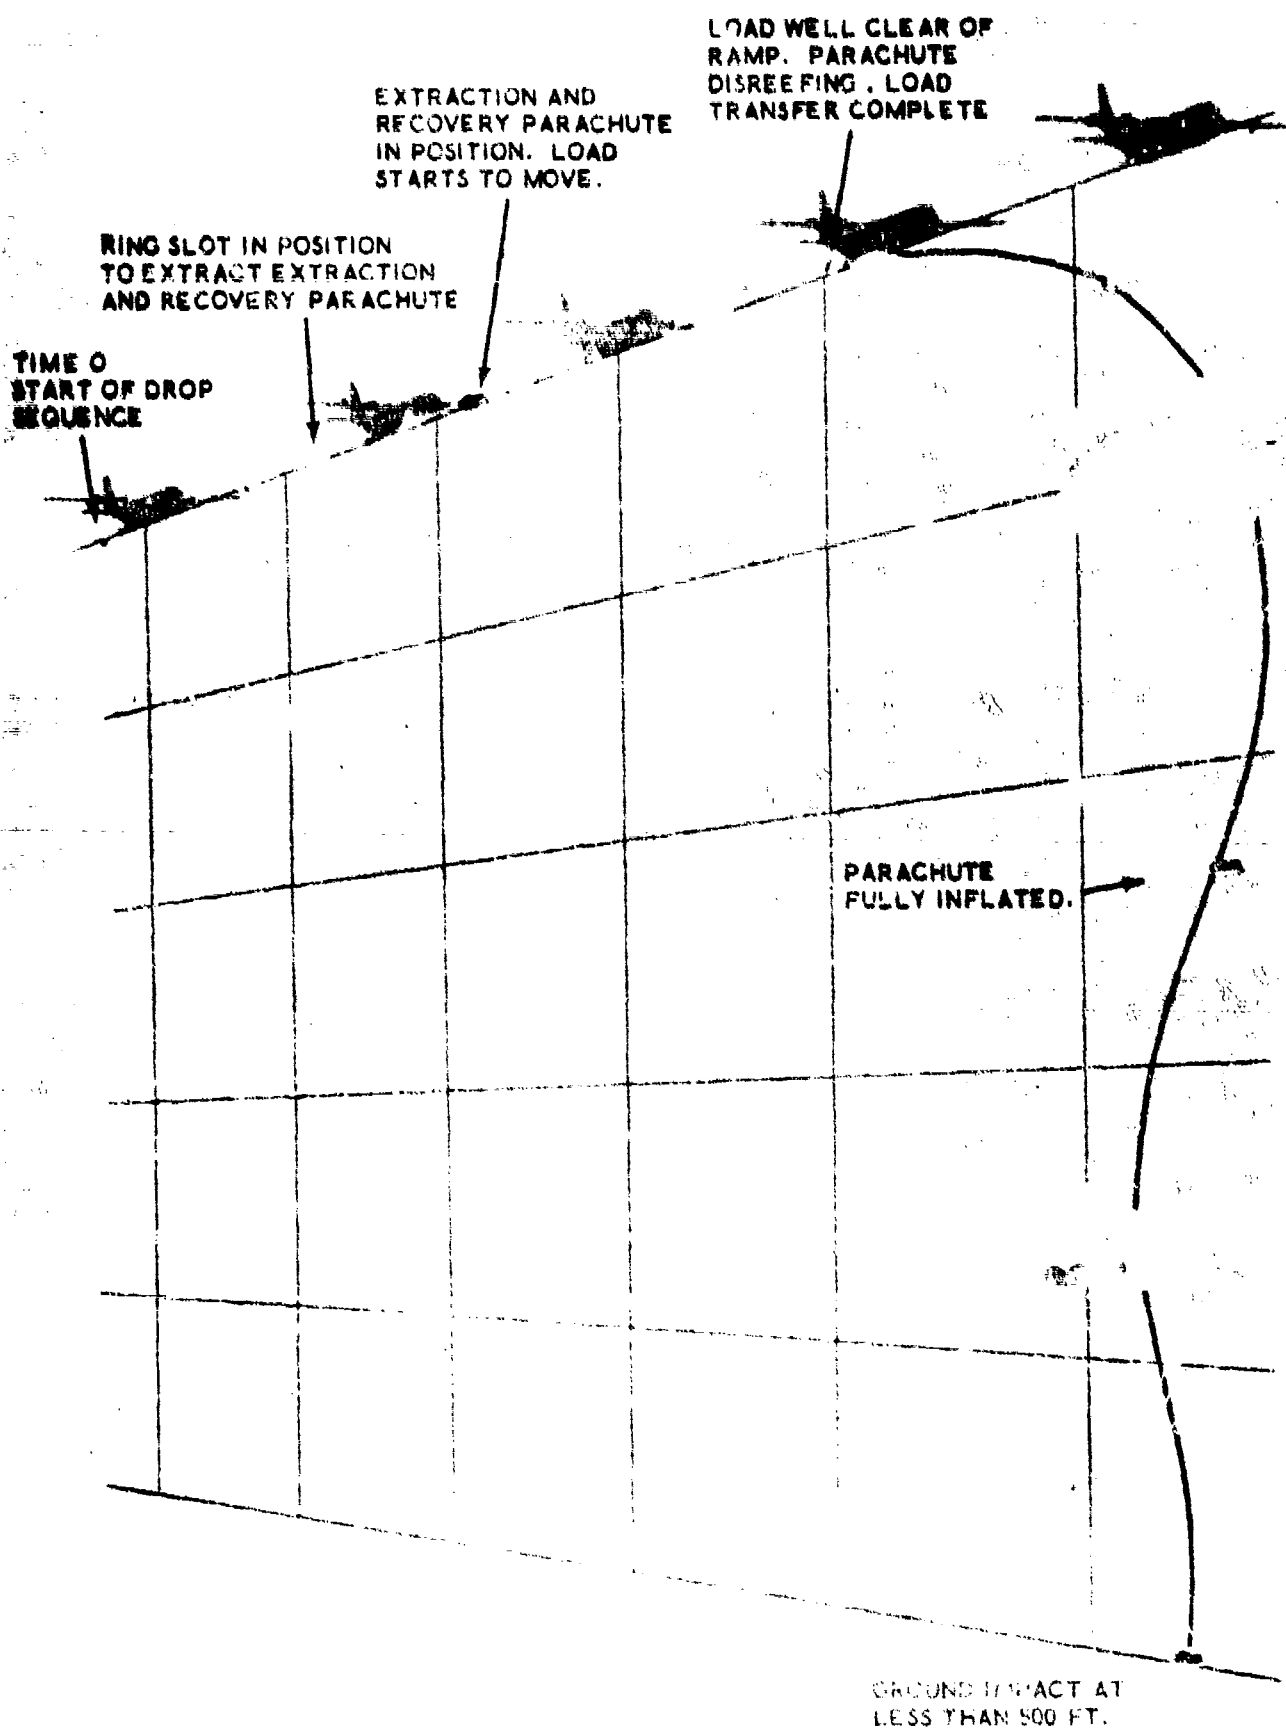 LOAD WELL CLEAR OF
RAMP. PARACHUTE
DISREEFING. LOAD
TRANSFER COMPLETE
EXTRACTION AND
RECOVERY PARACHUTE
IN POSITION. LOAD
STARTS TO MOVE.
RING SLOT IN POSITION
TO EXTRACT EXTRACTION
AND RECOVERY PARACHUTE
TIME O
START OF DROP
SEQUENCE
PARACHUTE
FULLY INFLATED.
GROUND IMPACT AT
LESS THAN 500 FT.